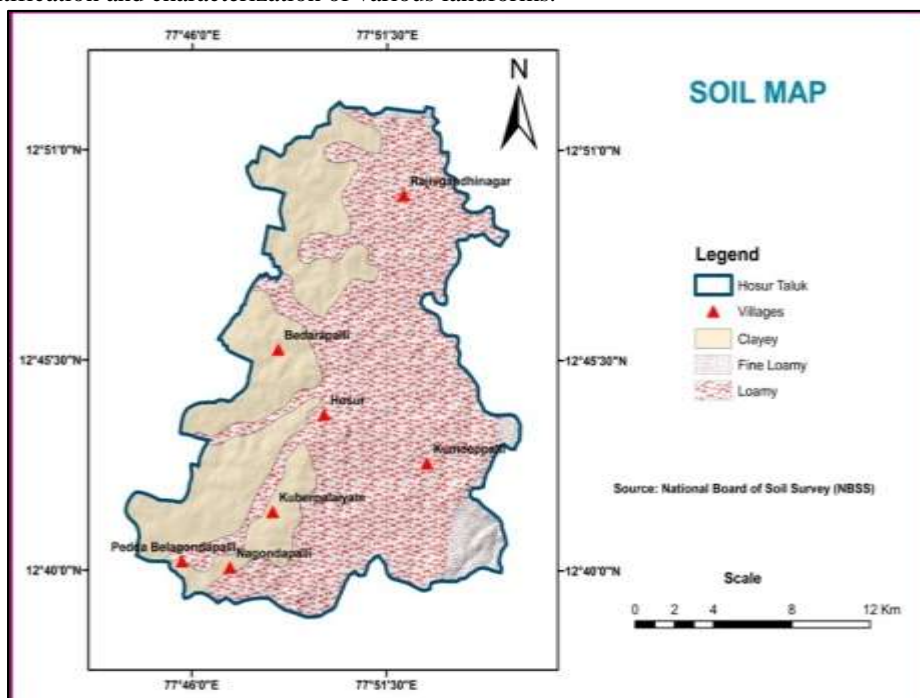 77°46'0"E 77°51'30"E
N
SOIL MAP
12°51'0"N 12°51'0"N
Rajivgandhinagar
Legend
Hosur Taluk
Villages
Bedarapalli
Clayey
12°45'30"N 12°45'30"N
Fine Loamy
Loamy
Hosur
Kumdoppalli
Source: National Board of Soil Survey (NBSS)
Pedda Belagondapalli
Nagondapalli
12°40'0"N 12°40'0"N
Scale
0 2 4 8 12 Km
77°46'0"E 77°51'30"E